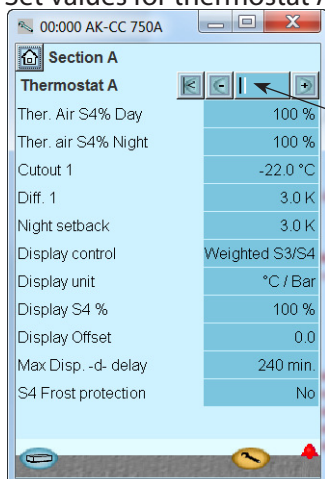 Set values for thermostat A
00:000 AK-CC 750A
Section A
Thermostat A
Ther. Air S4% Day 100 %
Ther. air S4% Night 100 %
Cutout 1 -22.0 °C
Diff. 1 3.0 K
Night setback 3.0 K
Display control Weighted S3/S4
Display unit °C / Bar
Display S4 % 100 %
Display Offset 0.0
Max Disp. -d- delay 240 min.
S4 Frost protection No